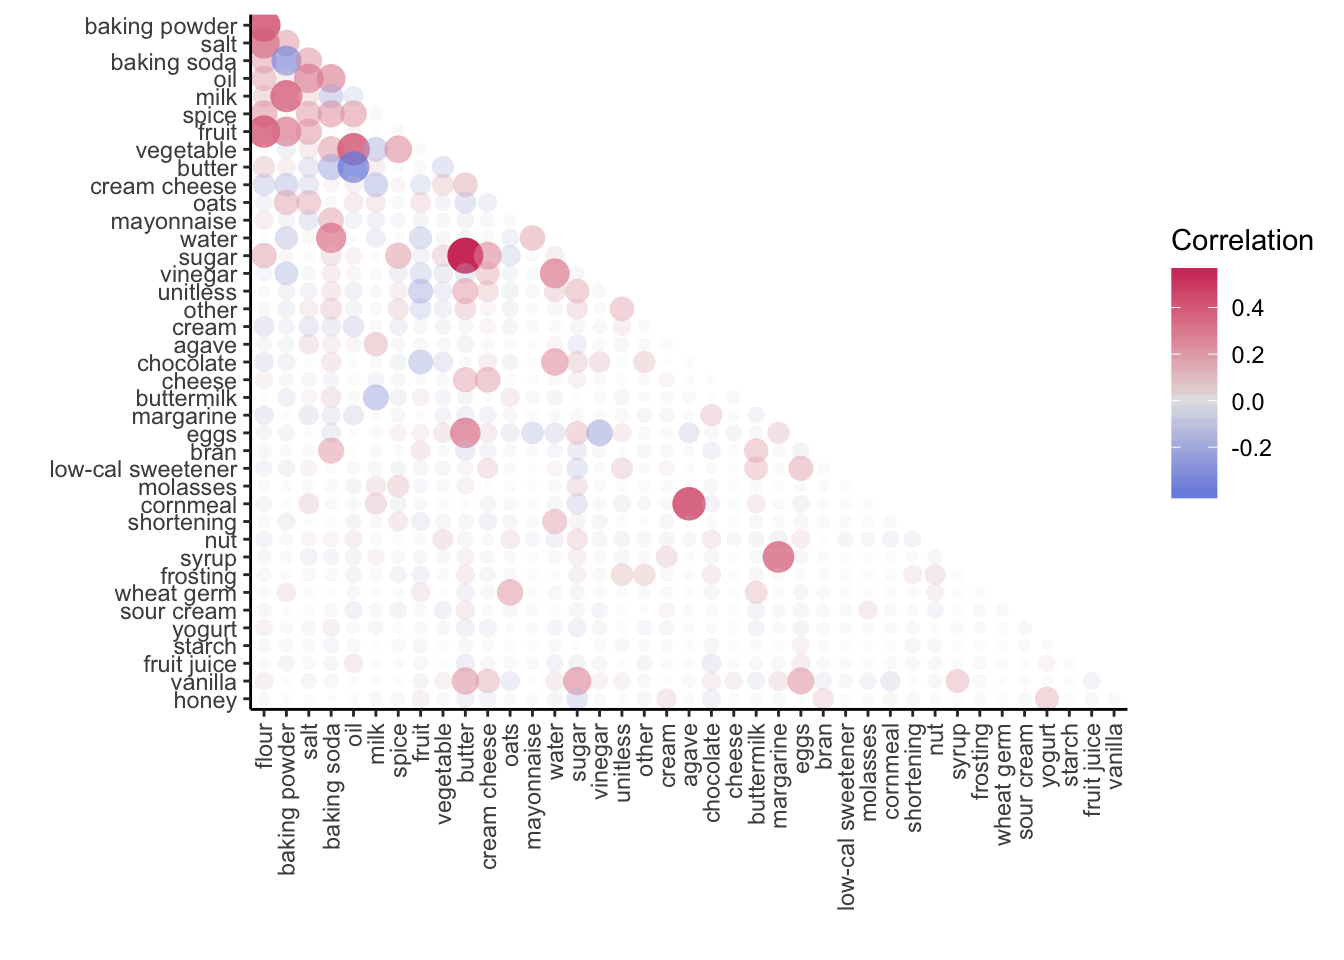 baking powder
salt
baking soda
oil
milk
spice
fruit
vegetable
butter
cream cheese
oats
mayonnaise
water
sugar
vinegar
unitless
other
cream
agave
chocolate
cheese
buttermilk
margarine
eggs
bran
low-cal sweetener
molasses
cornmeal
shortening
nut
syrup
frosting
wheat germ
sour cream
yogurt
starch
fruit juice
vanilla
honey
flour
baking powder
salt
baking soda
oil
milk
spice
fruit
vegetable
butter
cream cheese
oats
mayonnaise
water
sugar
vinegar
unitless
other
cream
agave
chocolate
cheese
buttermilk
margarine
eggs
bran
low-cal sweetener
molasses
cornmeal
shortening
nut
syrup
frosting
wheat germ
sour cream
yogurt
starch
fruit juice
vanilla
Correlation
0.4
0.2
0.0
-0.2